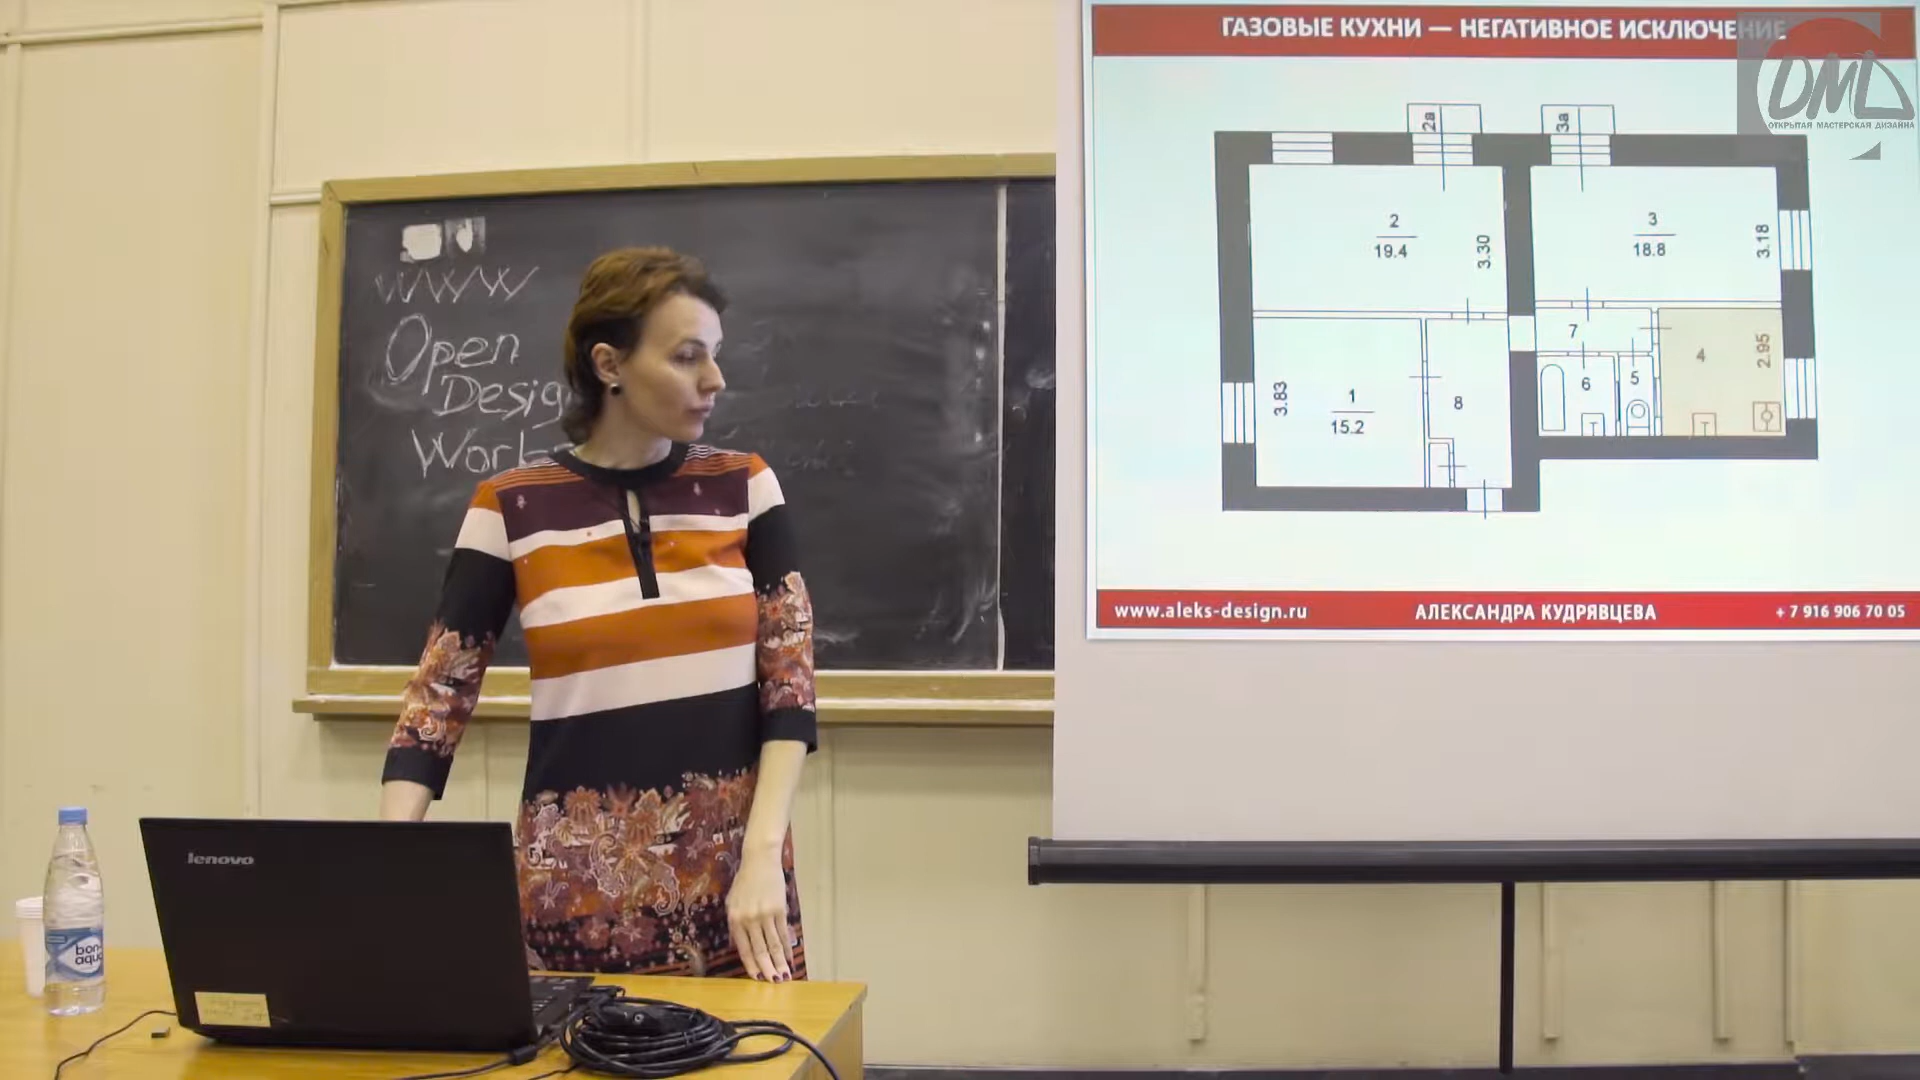 ГАЗОВЫЕ КУХНИ — НЕГАТИВНОЕ ИСКЛЮЧЕНИЕ
ОМД
ОТКРЫТАЯ МАСТЕРСКАЯ ДИЗАЙНА
2а
3а
2
19.4
3.30
3
18.8
3.18
7
4
2.95
6
5
1
15.2
3.83
8
www.aleks-design.ru
АЛЕКСАНДРА КУДРЯВЦЕВА
+ 7 916 906 70 05
WWW
Open
Desig
Work
lenovo
bon
aqua